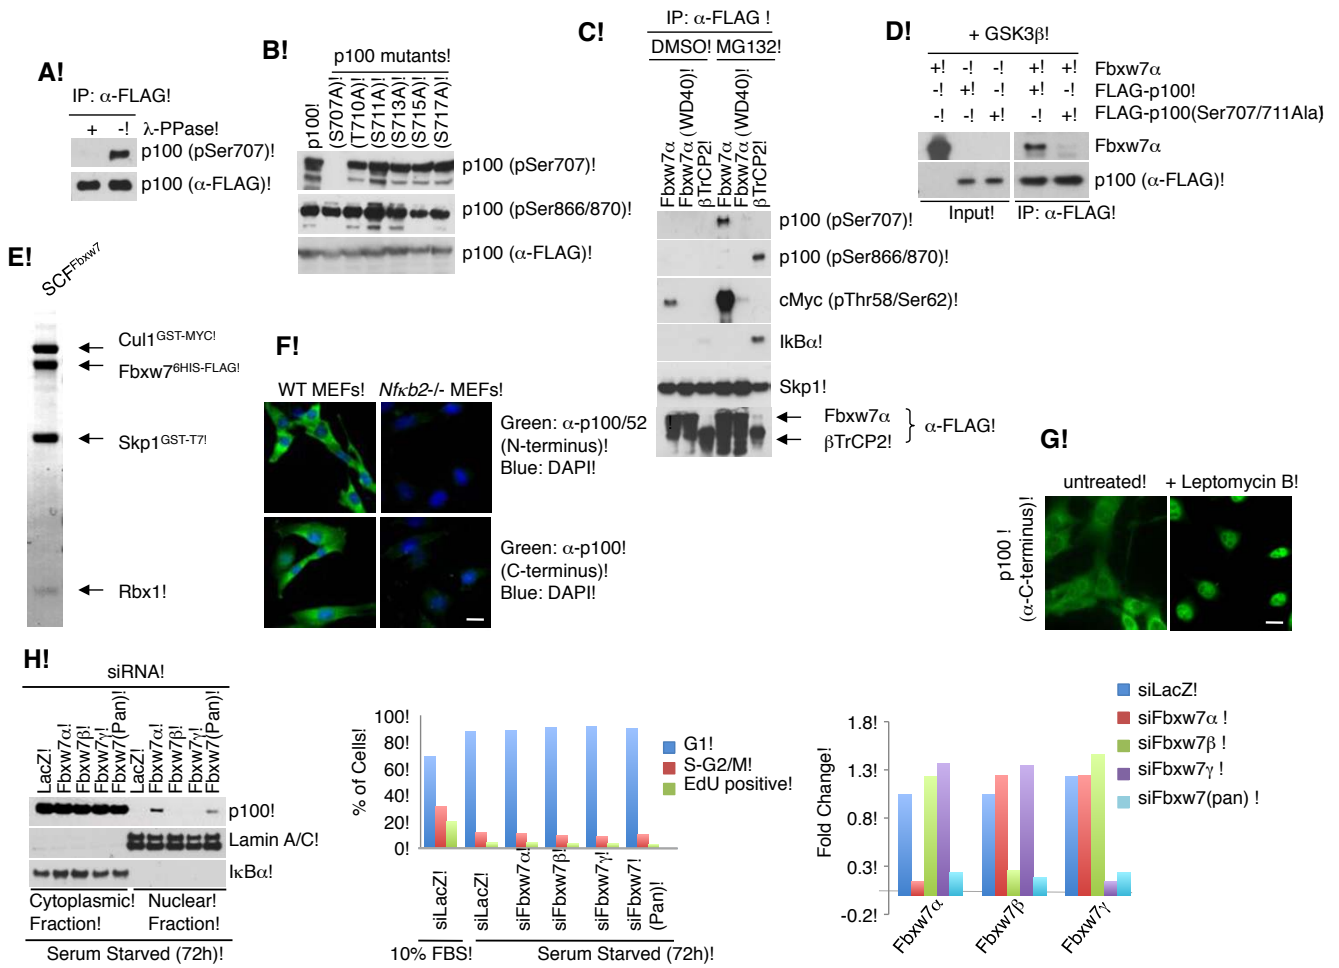 A!
IP: α-FLAG!
+ -! λ-PPase!
p100 (pSer707)!
p100 (α-FLAG)!
B!
p100 mutants!
p100!
(S707A)!
(T710A)!
(S711A)!
(S713A)!
(S715A)!
(S717A)!
p100 (pSer707)!
p100 (pSer866/870)!
p100 (α-FLAG)!
C!
IP: α-FLAG !
DMSO! MG132!
Fbxw7α
Fbxw7α (WD40)!
βTrCP2!
Fbxw7α
Fbxw7α (WD40)!
βTrCP2!
p100 (pSer707)!
p100 (pSer866/870)!
cMyc (pThr58/Ser62)!
IkBα!
Skp1!
Fbxw7α
βTrCP2!
α-FLAG!
D!
+ GSK3β!
+! -! -! +! +! Fbxw7α
-! +! -! +! -! FLAG-p100!
-! -! +! -! +! FLAG-p100(Ser707/711Ala)!
Fbxw7α
p100 (α-FLAG)!
Input! IP: α-FLAG!
E!
SCFFbxw7
Cul1GST-MYC!
Fbxw76HIS-FLAG!
Skp1GST-T7!
Rbx1!
F!
WT MEFs! Nfκb2-/- MEFs!
Green: α-p100/52
(N-terminus)!
Blue: DAPI!
Green: α-p100!
(C-terminus)!
Blue: DAPI!
G!
untreated! + Leptomycin B!
p100 !
(α-C-terminus)!
H!
siRNA!
LacZ!
Fbxw7α!
Fbxw7β!
Fbxw7γ!
Fbxw7(Pan)!
LacZ!
Fbxw7α!
Fbxw7β!
Fbxw7γ!
Fbxw7(Pan)!
p100!
Lamin A/C!
IκBα!
Cytoplasmic! Nuclear!
Fraction! Fraction!
Serum Starved (72h)!
% of Cells!
100!
80!
60!
40!
20!
0!
G1!
S-G2/M!
EdU positive!
siLacZ!
siLacZ!
siFbxw7α!
siFbxw7β!
siFbxw7γ!
siFbxw7!
(Pan)!
10% FBS! Serum Starved (72h)!
Fold Change!
1.8!
1.3!
0.8!
0.3!
-0.2!
Fbxw7α
Fbxw7β
Fbxw7γ
siLacZ!
siFbxw7α !
siFbxw7β !
siFbxw7γ !
siFbxw7(pan) !